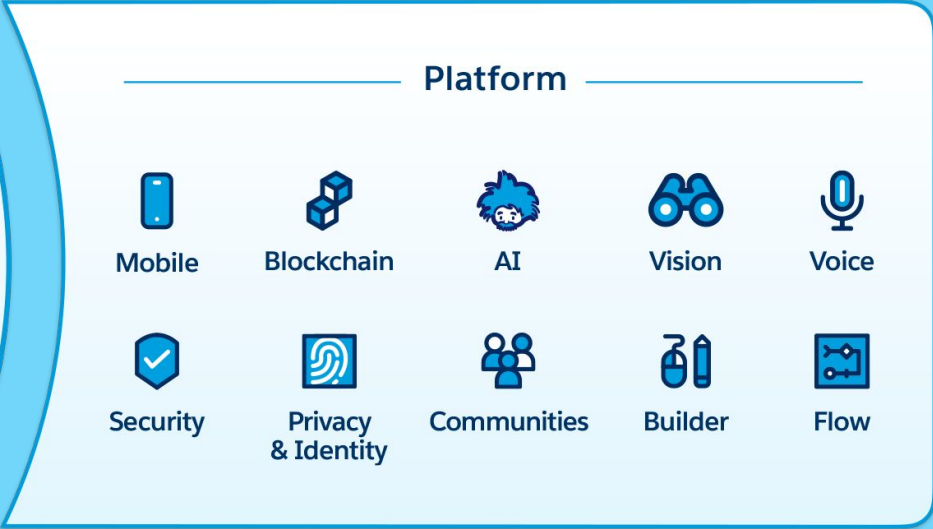 Platform
Mobile
Blockchain
AI
Vision
Voice
Security
Privacy
& Identity
Communities
Builder
Flow